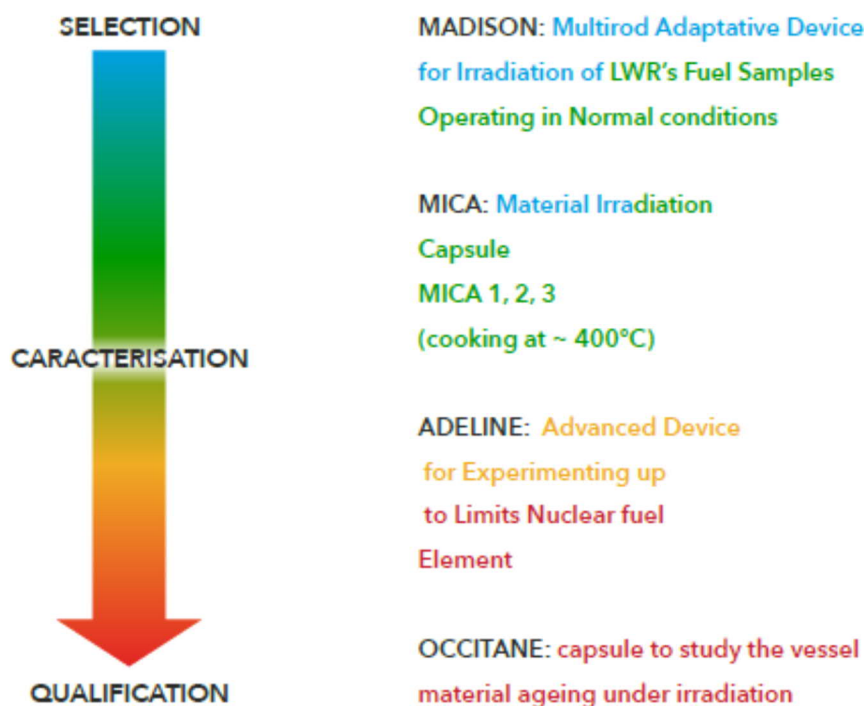 SELECTION
CARACTERISATION
QUALIFICATION
MADISON: Multirod Adaptative Device
for Irradiation of LWR's Fuel Samples
Operating in Normal conditions
MICA: Material Irradiation
Capsule
MICA 1, 2, 3
(cooking at ~ 400°C)
ADELINE: Advanced Device
for Experimenting up
to Limits Nuclear fuel
Element
OCCITANE: capsule to study the vessel
material ageing under irradiation